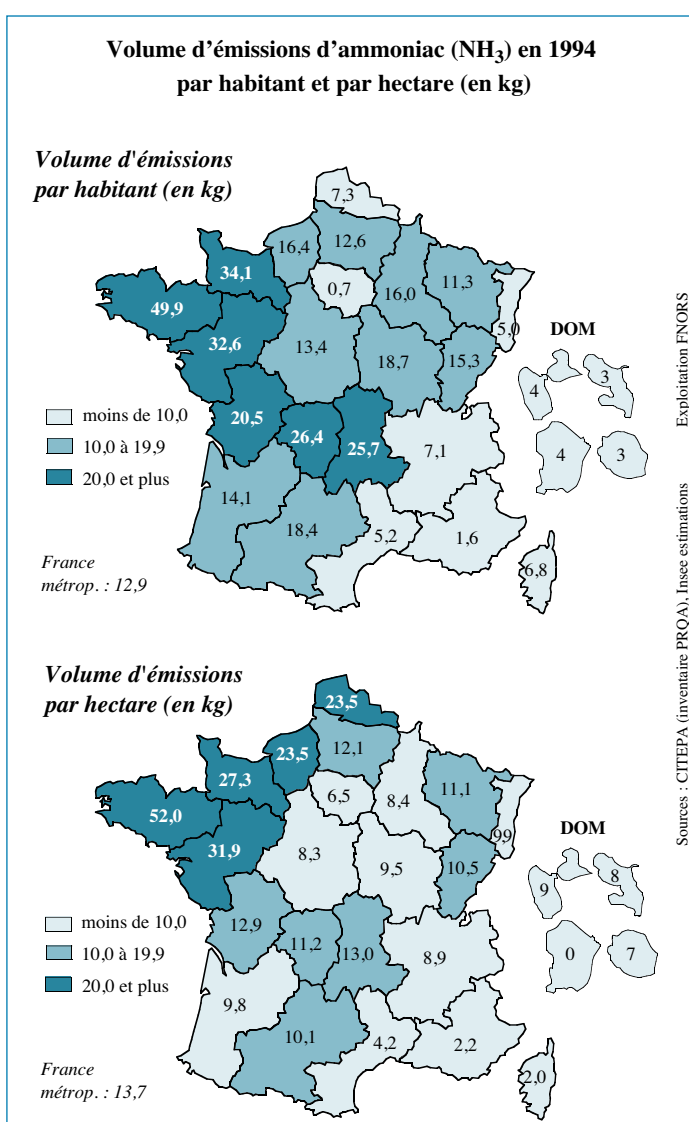 Volume d'émissions d'ammoniac (NH3) en 1994
par habitant et par hectare (en kg)
Volume d'émissions
par habitant (en kg)
7,3
16,4
12,6
34,1
0,7
16,0
11,3
49,9
5,0
32,6
13,4
18,7
15,3
DOM
4
3
4
3
moins de 10,0
10,0 à 19,9
20,0 et plus
20,5
26,4
25,7
7,1
14,1
18,4
5,2
1,6
6,8
France
métrop. : 12,9
Volume d'émissions
par hectare (en kg)
23,5
23,5
12,1
27,3
6,5
8,4
11,1
52,0
99
31,9
8,3
9,5
10,5
DOM
9
8
0
7
moins de 10,0
10,0 à 19,9
20,0 et plus
12,9
11,2
13,0
8,9
9,8
10,1
4,2
2,2
2,0
France
métrop. : 13,7
Sources : CITEPA (inventaire PRQA), Insee estimations
Exploitation FNORS